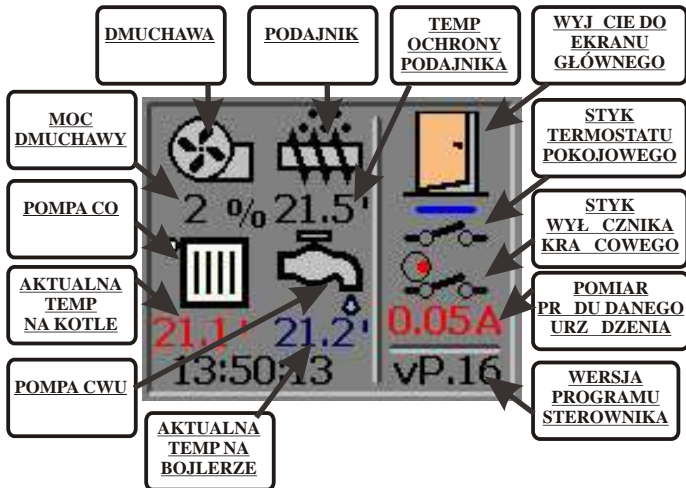 DMUCHAWA
PODAJNIK
TEMP
OCHRONY
PODAJNIKA
WYJ CIE DO
EKRANU
GŁÓWNEGO
MOC
DMUCHAWY
STYK
TERMOSTATU
POKOJOWEGO
2 % 21.5'
POMPA CO
STYK
WYŁ CZNIKA
KRA COWEGO
AKTUALNA
TEMP
NA KOTLE
21.1' 21.2' 0.05A
POMIAR
PR DU DANEGO
URZ DZENIA
13:50:13 vP.16
POMPA CWU
WERSJA
PROGRAMU
STEROWNIKA
AKTUALNA
TEMP NA
BOJLERZE